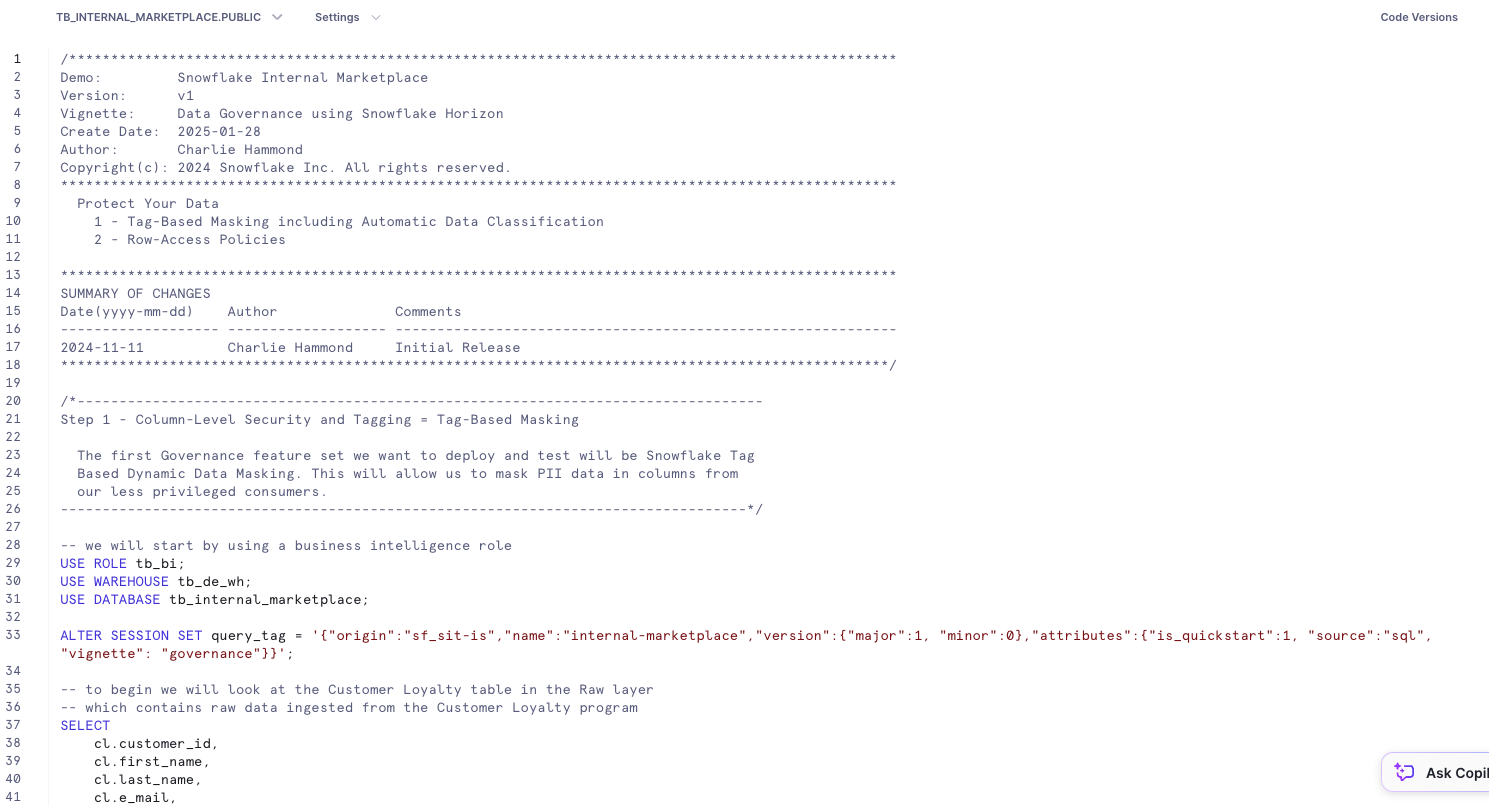 TB_INTERNAL_MARKETPLACE.PUBLIC Settings Code Versions
1 /***************************************************************************************************
2 Demo:         Snowflake Internal Marketplace
3 Version:      v1
4 Vignette:     Data Governance using Snowflake Horizon
5 Create Date:  2025-01-28
6 Author:       Charlie Hammond
7 Copyright(c): 2024 Snowflake Inc. All rights reserved.
8 ****************************************************************************************************
9   Protect Your Data
10     1 - Tag-Based Masking including Automatic Data Classification
11     2 - Row-Access Policies
12
13 ****************************************************************************************************
14 SUMMARY OF CHANGES
15 Date(yyyy-mm-dd)    Author              Comments
16 ------------------- ------------------- ------------------------------------------------------------
17 2024-11-11          Charlie Hammond     Initial Release
18 ***************************************************************************************************/
19
20 /*----------------------------------------------------------------------------------
21 Step 1 - Column-Level Security and Tagging = Tag-Based Masking
22
23   The first Governance feature set we want to deploy and test will be Snowflake Tag
24   Based Dynamic Data Masking. This will allow us to mask PII data in columns from
25   our less privileged consumers.
26 ----------------------------------------------------------------------------------*/
27
28 -- we will start by using a business intelligence role
29 USE ROLE tb_bi;
30 USE WAREHOUSE tb_de_wh;
31 USE DATABASE tb_internal_marketplace;
32
33 ALTER SESSION SET query_tag = '{"origin":"sf_sit-is","name":"internal-marketplace","version":{"major":1, "minor":0},"attributes":{"is_quickstart":1, "source":"sql",
"vignette": "governance"}}';
34
35 -- to begin we will look at the Customer Loyalty table in the Raw layer
36 -- which contains raw data ingested from the Customer Loyalty program
37 SELECT
38     cl.customer_id,
39     cl.first_name,
40     cl.last_name,
41     cl.e_mail,
Ask Copil